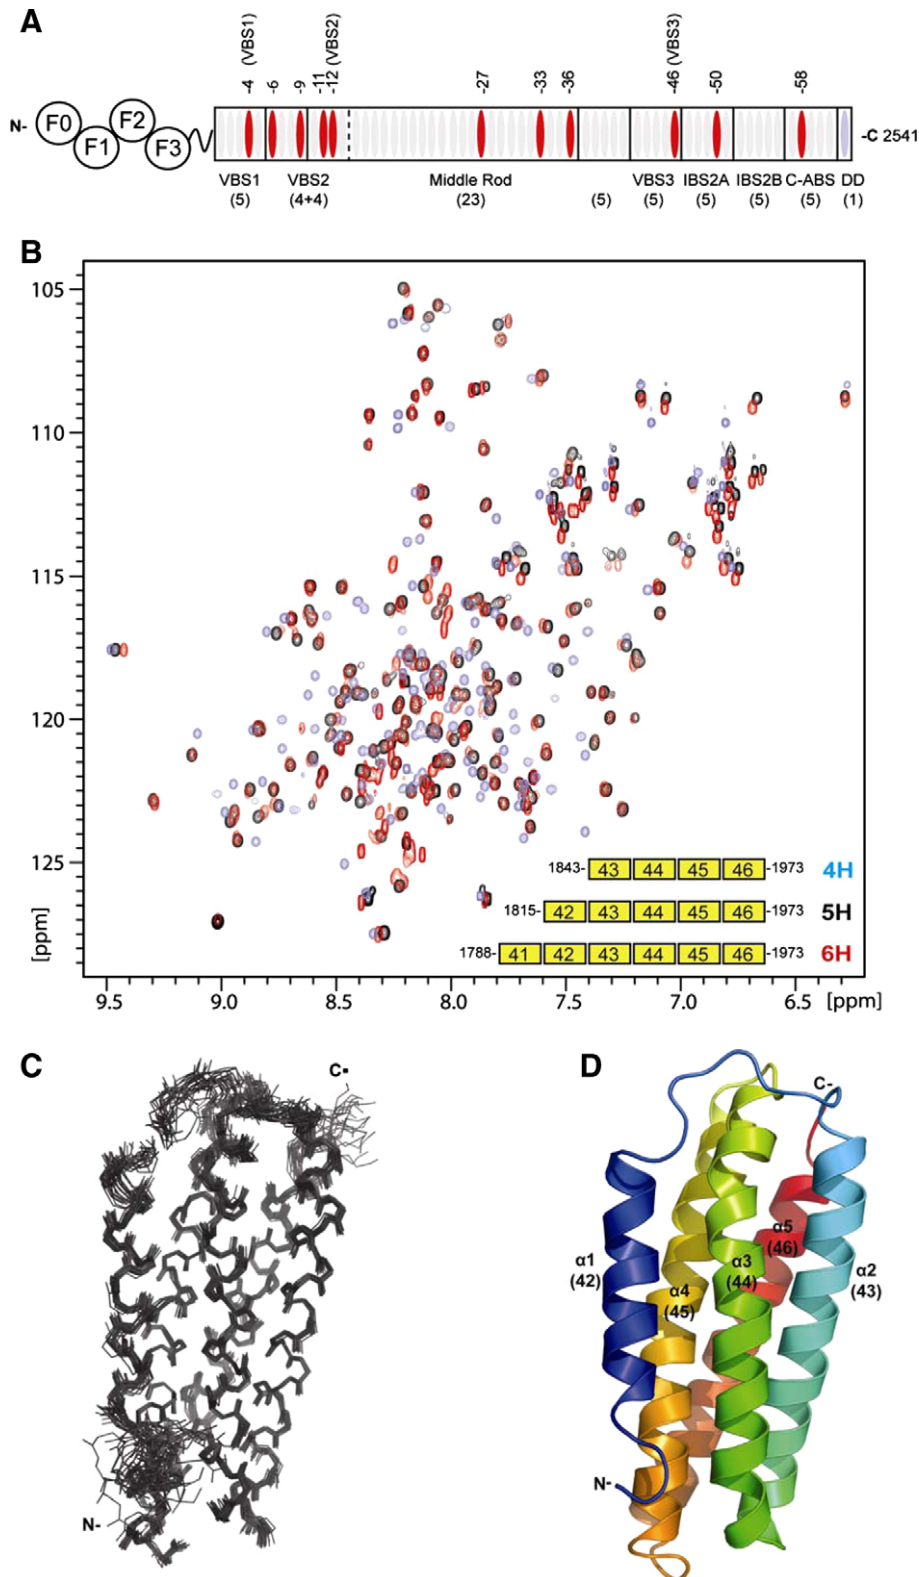 A
-4 (VBS1)
-6
-9
-11
-12 (VBS2)
-27
-33
-36
-46 (VBS3)
-50
-58
N- F0 F1 F2 F3 -C 2541
VBS1 VBS2 Middle Rod VBS3 IBS2A IBS2B C-ABS DD
(5) (4+4) (23) (5) (5) (5) (5) (5) (1)
B
105
110
115
120
125
[ppm]
1843- 43 44 45 46 -1973 4H
1815- 42 43 44 45 46 -1973 5H
1788- 41 42 43 44 45 46 -1973 6H
9.5 9.0 8.5 8.0 7.5 7.0 6.5 [ppm]
C
C-
N-
D
C-
α5
(46)
α1
(42)
α3
(44)
α2
(43)
α4
(45)
N-